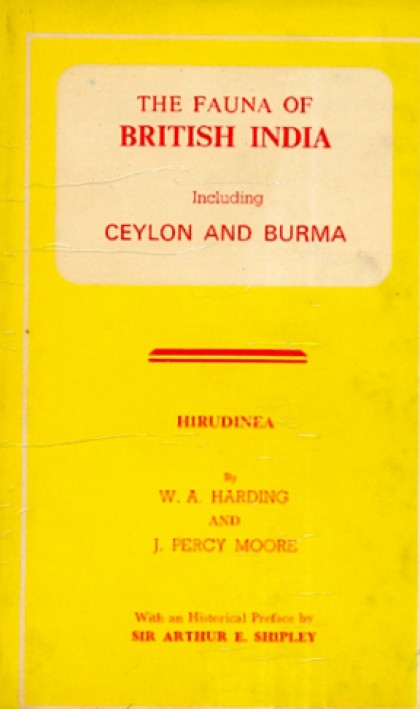 THE FAUNA OF
BRITISH INDIA
Including
CEYLON AND BURMA
HIRUDINEA
By
W. A. HARDING
AND
J. PERCY MOORE
With an Historical Preface by
SIR ARTHUR E. SHIPLEY